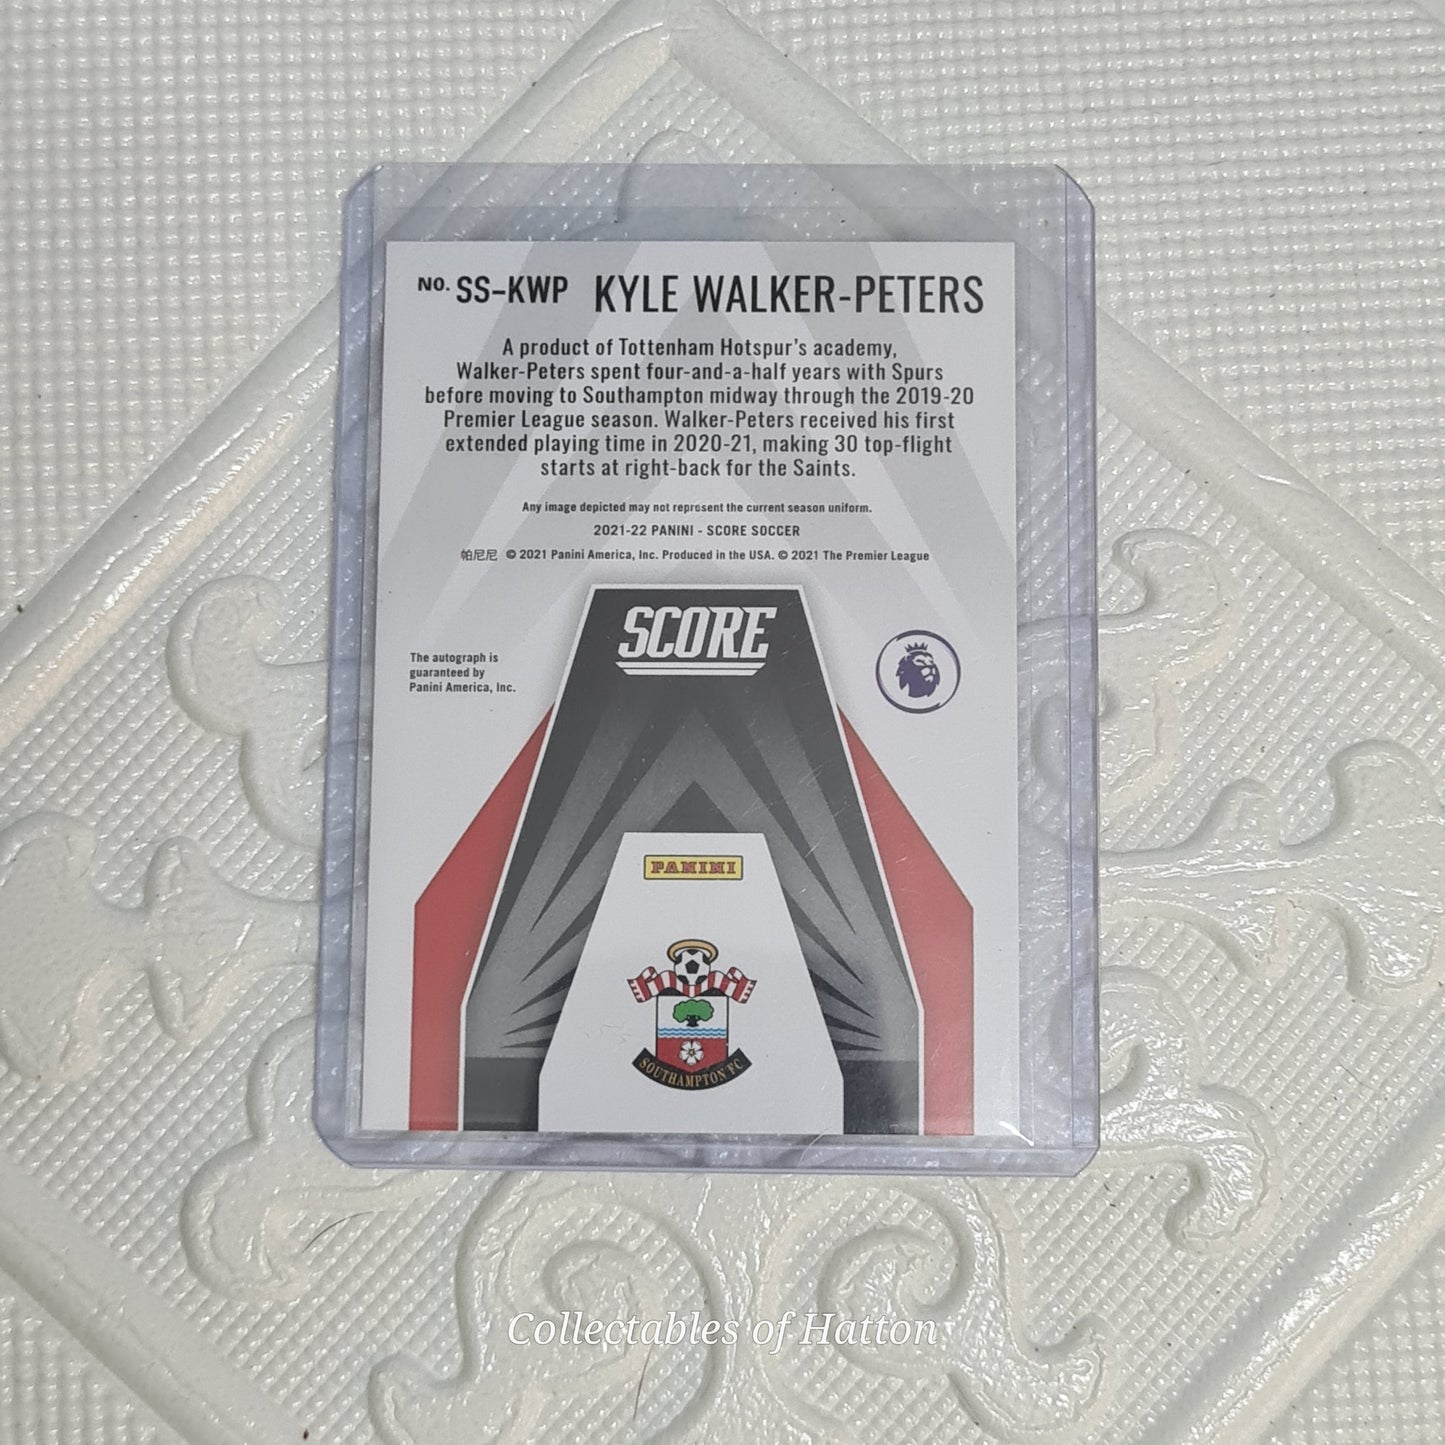 No. SS-KWP KYLE WALKER-PETERS
A product of Tottenham Hotspur's academy,
Walker-Peters spent four-and-a-half years with Spurs
before moving to Southampton midway through the 2019-20
Premier League season. Walker-Peters received his first
extended playing time in 2020-21, making 30 top-flight
starts at right-back for the Saints.
Any image depicted may not represent the current season uniform.
2021-22 PANINI - SCORE SOCCER
帕尼尼 © 2021 Panini America, Inc. Produced in the USA. © 2021 The Premier League
SCORE
The autograph is
guaranteed by
Panini America, Inc.
PANINI
SOUTHAMPTON FC
Collectables of Hatton